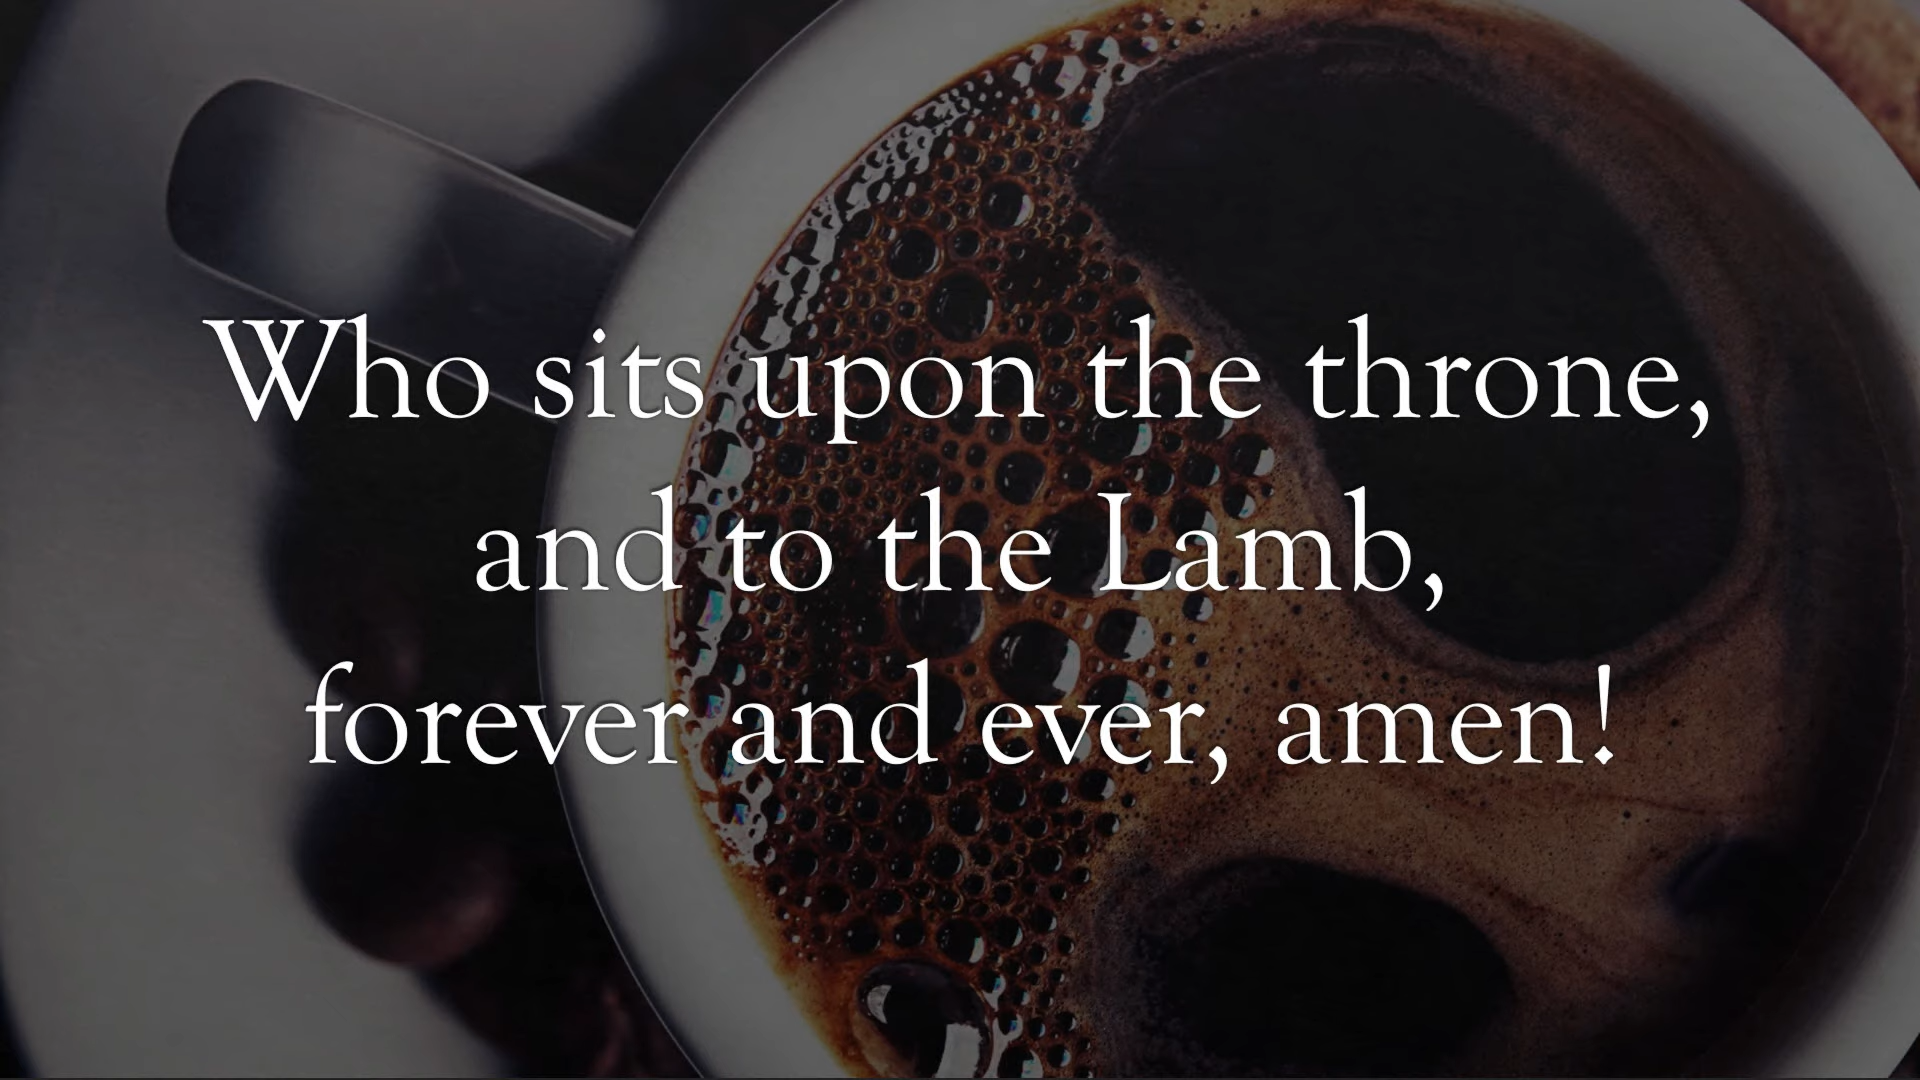 Who sits upon the throne,
and to the Lamb,
forever and ever, amen!